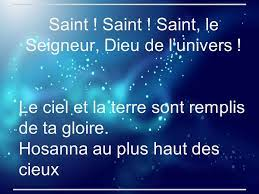 Saint ! Saint ! Saint, le
Seigneur, Dieu de l'univers !
Le ciel et la terre sont remplis
de ta gloire.
Hosanna au plus haut des
cieux